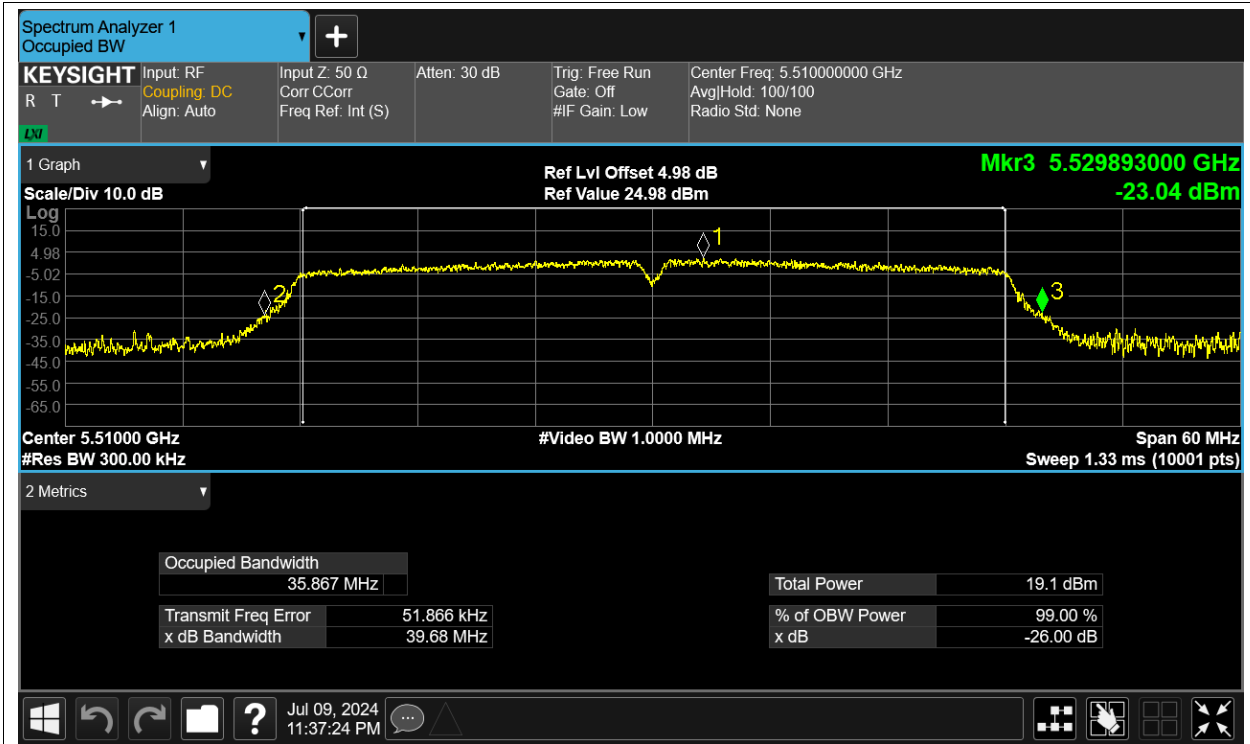 Spectrum Analyzer 1
Occupied BW
KEYSIGHT
R T
LXI
Input: RF
Coupling: DC
Align: Auto
Input Z: 50 Ω
Corr CCorr
Freq Ref: Int (S)
Atten: 30 dB
Trig: Free Run
Gate: Off
#IF Gain: Low
Center Freq: 5.510000000 GHz
Avg|Hold: 100/100
Radio Std: None
1 Graph
Scale/Div 10.0 dB
Ref Lvl Offset 4.98 dB
Ref Value 24.98 dBm
Mkr3 5.529893000 GHz
-23.04 dBm
Log
15.0
4.98
-5.02
-15.0
-25.0
-35.0
-45.0
-55.0
-65.0
1
2
3
Center 5.51000 GHz
#Video BW 1.0000 MHz
Span 60 MHz
#Res BW 300.00 kHz
Sweep 1.33 ms (10001 pts)
2 Metrics
Occupied Bandwidth
35.867 MHz
Transmit Freq Error 51.866 kHz
x dB Bandwidth 39.68 MHz
Total Power 19.1 dBm
% of OBW Power 99.00 %
x dB -26.00 dB
?
Jul 09, 2024
11:37:24 PM